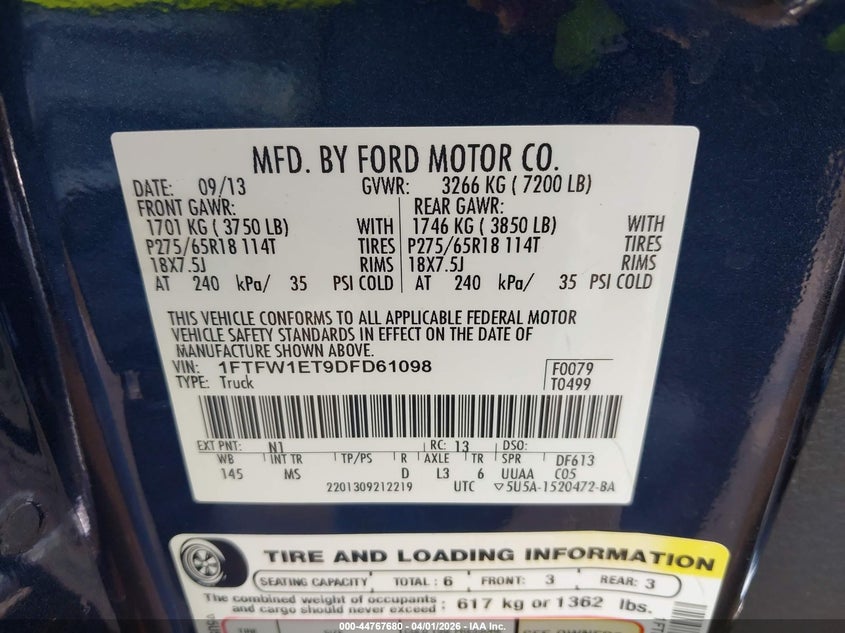 MFD. BY FORD MOTOR CO.
DATE: 09/13 GVWR: 3266 KG ( 7200 LB)
FRONT GAWR: REAR GAWR:
1701 KG ( 3750 LB) WITH 1746 KG ( 3850 LB) WITH
P275/65R18 114T TIRES P275/65R18 114T TIRES
18X7.5J RIMS 18X7.5J RIMS
AT 240 kPa/ 35 PSI COLD AT 240 kPa/ 35 PSI COLD
THIS VEHICLE CONFORMS TO ALL APPLICABLE FEDERAL MOTOR
VEHICLE SAFETY STANDARDS IN EFFECT ON THE DATE OF
MANUFACTURE SHOWN ABOVE.
VIN: 1FTFW1ET9DFD61098 F0079
TYPE: Truck T0499
EXT PNT: N1 RC: 13 DSO:
WB INT TR TP/PS R AXLE TR SPR DF613
145 MS D L3 6 UUAA C05
2201309212219 UTC ▽5U5A-1520472-BA
TIRE AND LOADING INFORMATION
SEATING CAPACITY TOTAL : 6 FRONT: 3 REAR: 3
The combined weight of occupants
and cargo should never exceed : 617 kg or 1362 lbs.
000-44767680 - 04/01/2026 - IAA, Inc.